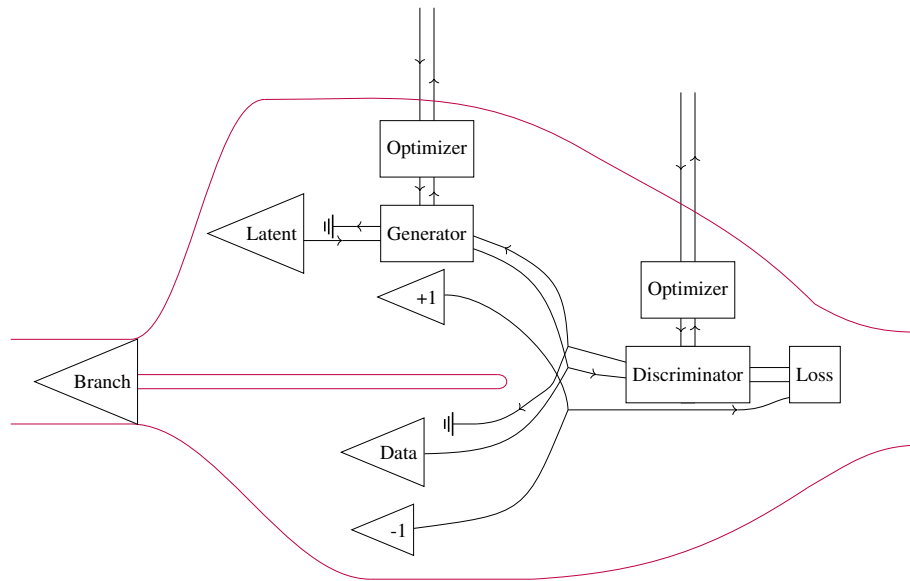 Optimizer
Latent
Generator
+1
Optimizer
Branch
Discriminator
Loss
Data
-1